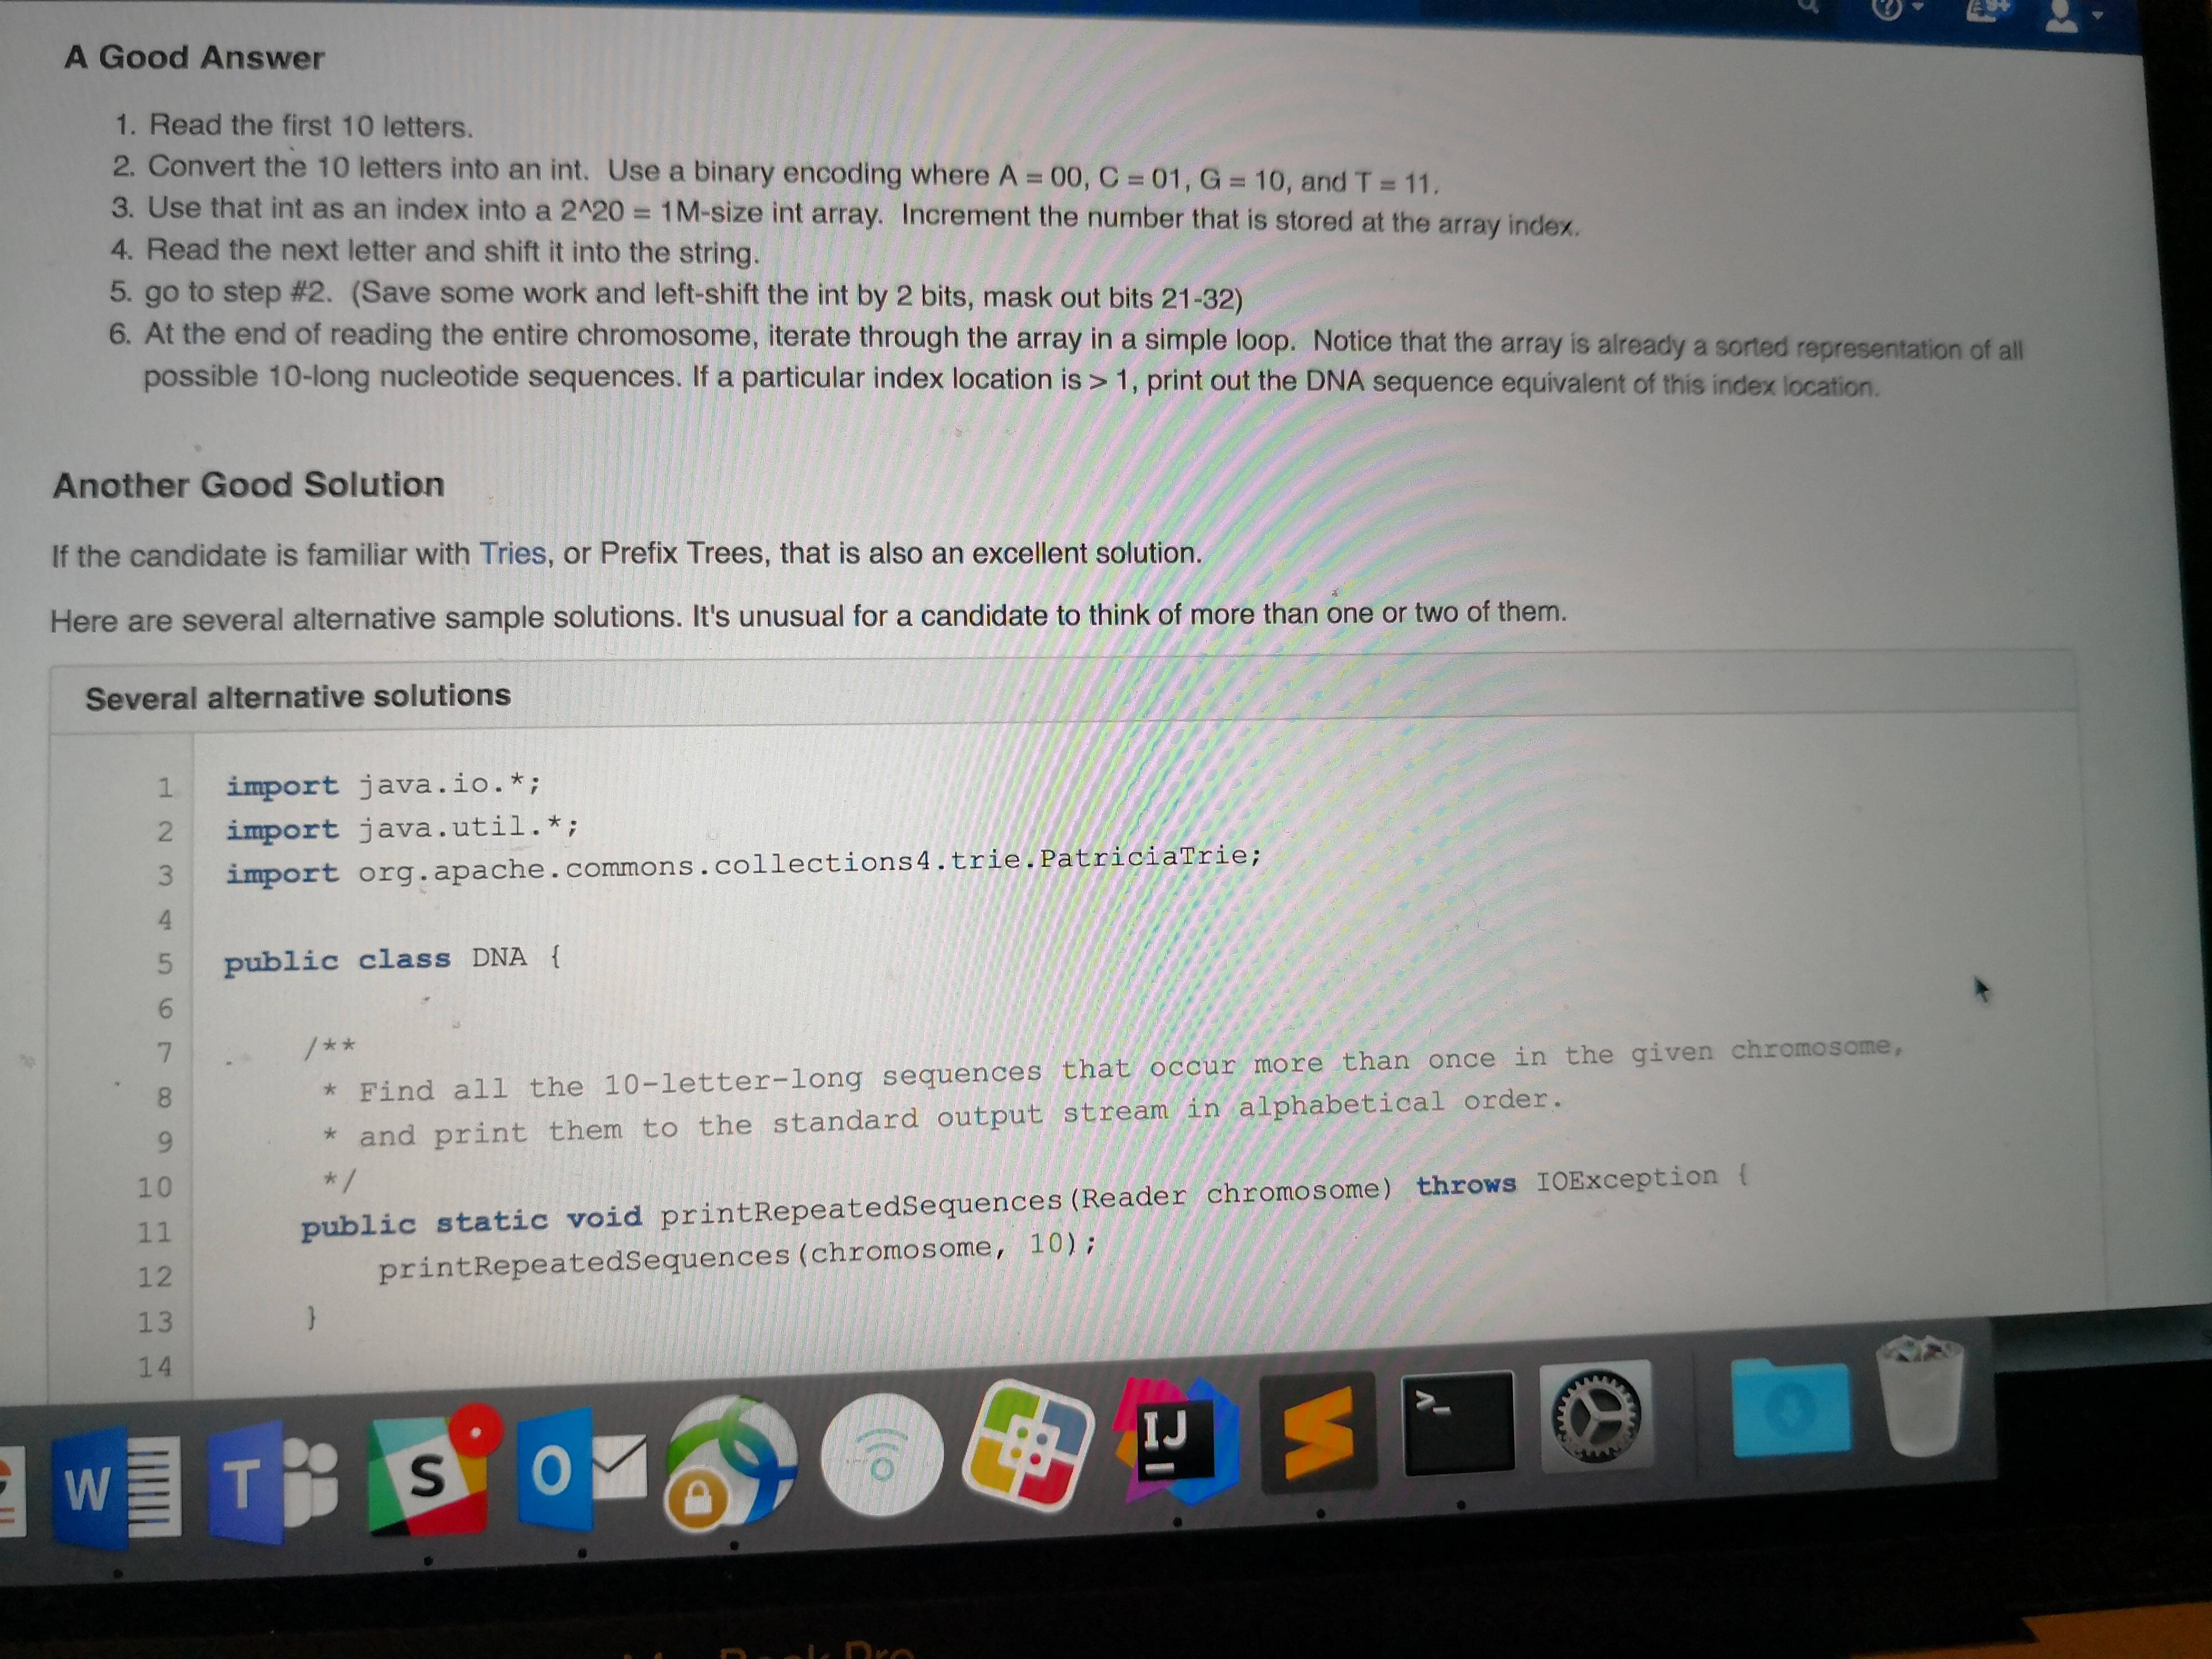 A Good Answer
1. Read the first 10 letters.
2. Convert the 10 letters into an int. Use a binary encoding where A = 00, C = 01, G = 10, and T = 11.
3. Use that int as an index into a 2^20 = 1M-size int array. Increment the number that is stored at the array index.
4. Read the next letter and shift it into the string.
5. go to step #2. (Save some work and left-shift the int by 2 bits, mask out bits 21-32)
6. At the end of reading the entire chromosome, iterate through the array in a simple loop. Notice that the array is already a sorted representation of all
possible 10-long nucleotide sequences. If a particular index location is > 1, print out the DNA sequence equivalent of this index location.
Another Good Solution
If the candidate is familiar with Tries, or Prefix Trees, that is also an excellent solution.
Here are several alternative sample solutions. It's unusual for a candidate to think of more than one or two of them.
Several alternative solutions
1 import java.io.*;
2 import java.util.*;
3 import org.apache.commons.collections4.trie.PatriciaTrie;
4
5 public class DNA {
6
7 /**
8 * Find all the 10-letter-long sequences that occur more than once in the given chromosome,
9 * and print them to the standard output stream in alphabetical order.
10 */
11 public static void printRepeatedSequences(Reader chromosome) throws IOException {
12 printRepeatedSequences(chromosome, 10);
13 }
14
W T S O IJ S >_
Book Pro